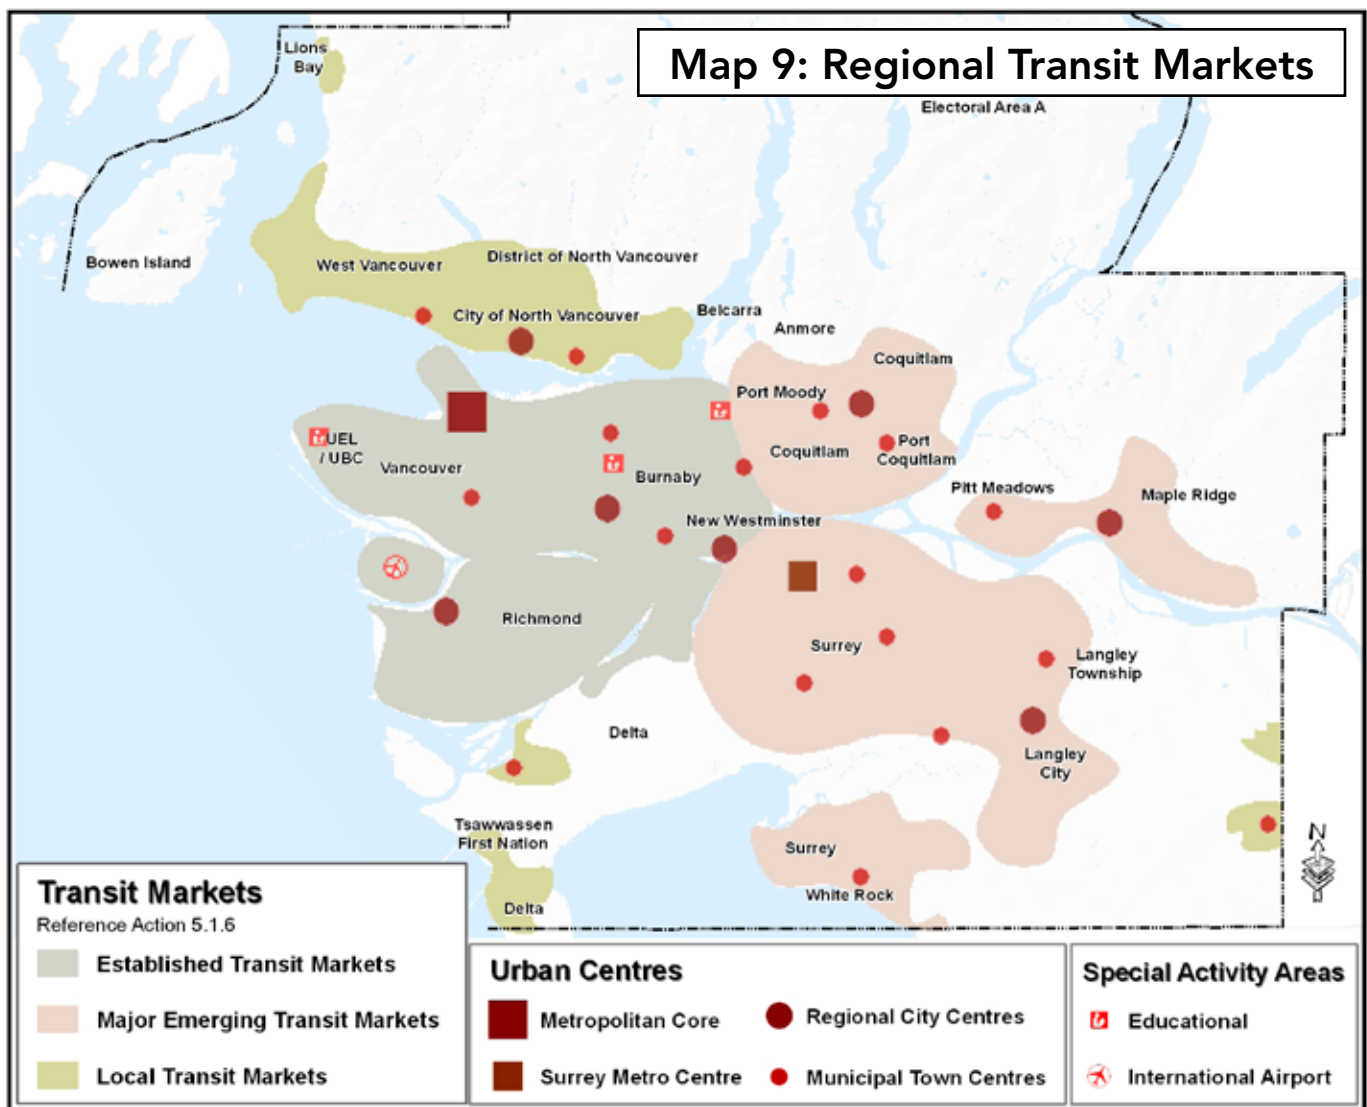 Map 9: Regional Transit Markets
Lions
Bay
Electoral Area A
Bowen Island
West Vancouver
District of North Vancouver
City of North Vancouver
Belcarra
Anmore
Coquitlam
Port Moody
UEL
/ UBC
Vancouver
Burnaby
Coquitlam
Port
Coquitlam
Pitt Meadows
Maple Ridge
New Westminster
Richmond
Surrey
Langley
Township
Delta
Langley
City
Tsawwassen
First Nation
Surrey
White Rock
Delta
N
Transit Markets
Reference Action 5.1.6
Established Transit Markets
Major Emerging Transit Markets
Local Transit Markets
Urban Centres
Metropolitan Core
Regional City Centres
Surrey Metro Centre
Municipal Town Centres
Special Activity Areas
Educational
International Airport